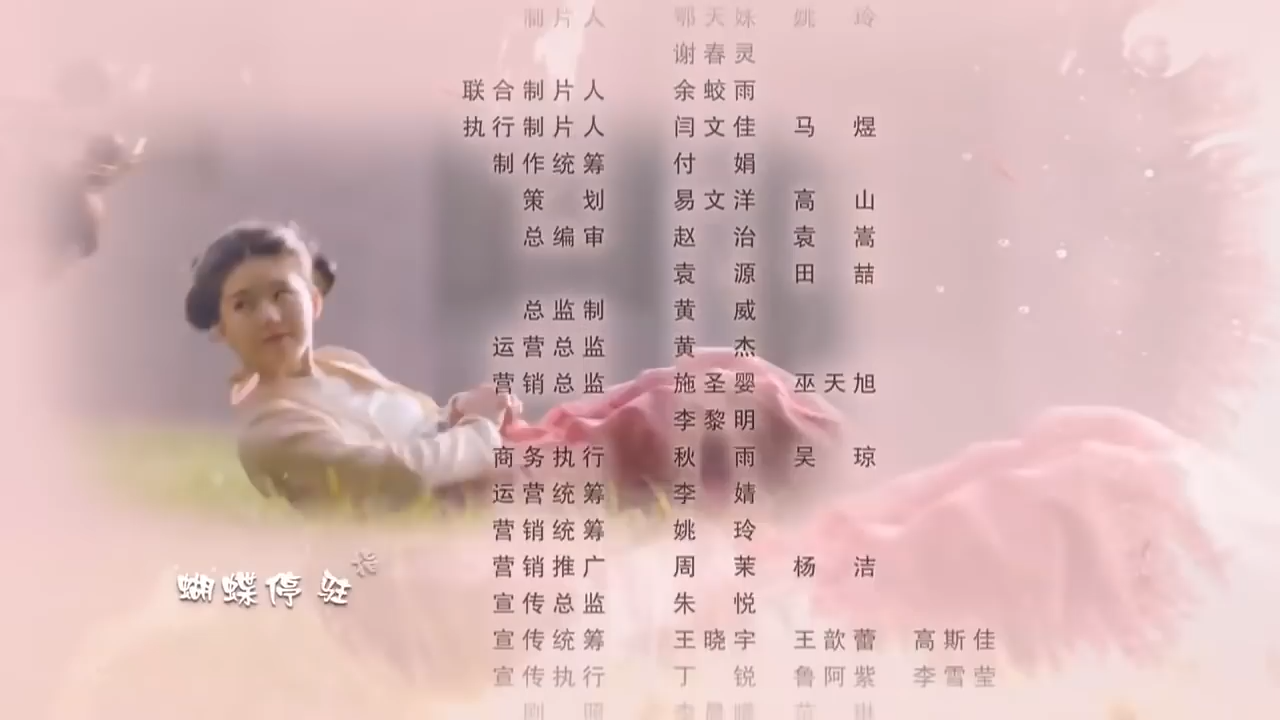 制片人 鄂天姝 姚玲
谢春灵
联合制片人 余蛟雨
执行制片人 闫文佳 马煜
制作统筹 付娟
策划 易文洋 高山
总编审 赵治 袁嵩
袁源 田喆
总监制 黄威
运营总监 黄杰
营销总监 施圣婴 巫天旭
李黎明
商务执行 秋雨 吴琼
运营统筹 李婧
营销统筹 姚玲
营销推广 周茉 杨洁
宣传总监 朱悦
宣传统筹 王晓宇 王歆蕾 高斯佳
宣传执行 丁锐 鲁阿紫 李雪莹
剧照
蝴蝶停驻